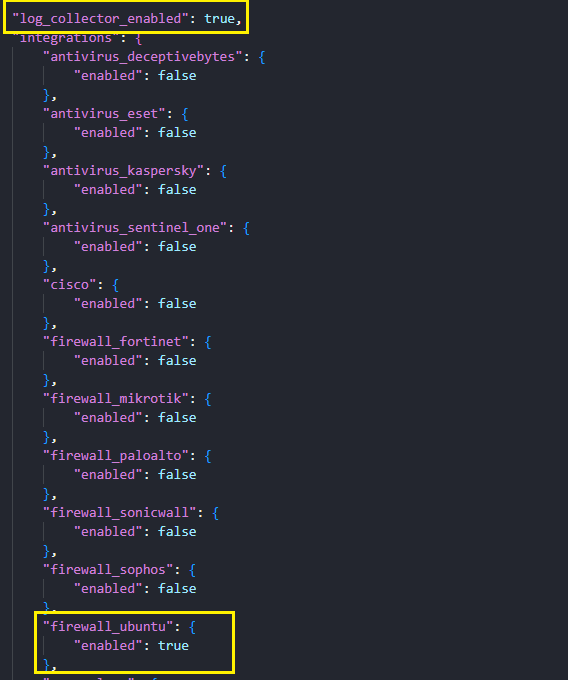 "log_collector_enabled": true,
"integrations": {
"antivirus_deceptivebytes": {
"enabled": false
},
"antivirus_eset": {
"enabled": false
},
"antivirus_kaspersky": {
"enabled": false
},
"antivirus_sentinel_one": {
"enabled": false
},
"cisco": {
"enabled": false
},
"firewall_fortinet": {
"enabled": false
},
"firewall_mikrotik": {
"enabled": false
},
"firewall_paloalto": {
"enabled": false
},
"firewall_sonicwall": {
"enabled": false
},
"firewall_sophos": {
"enabled": false
},
"firewall_ubuntu": {
"enabled": true
},